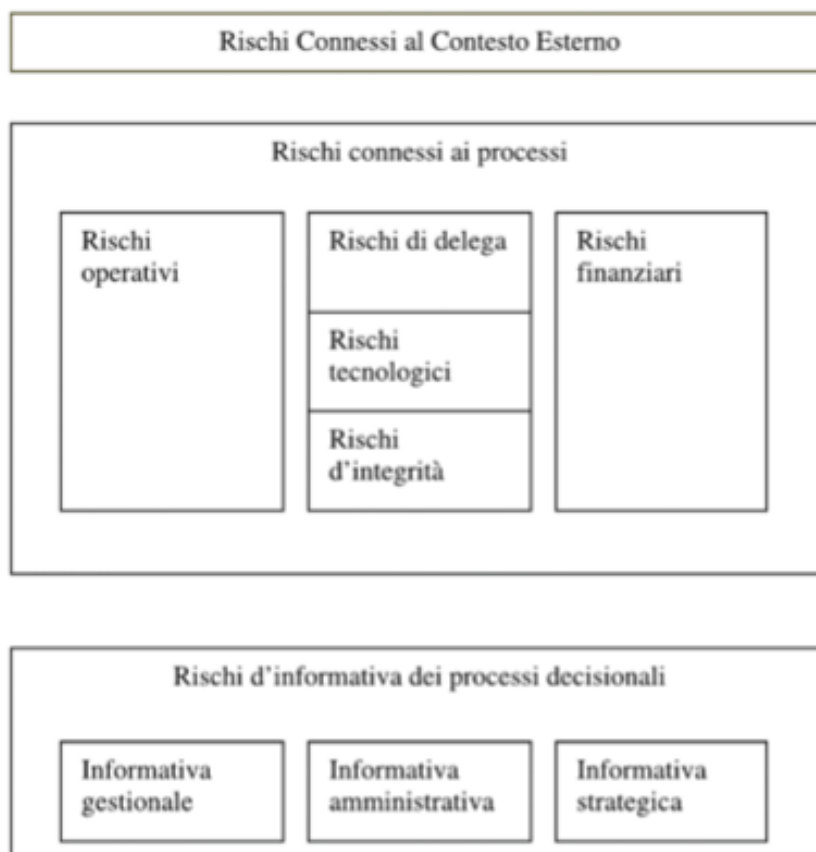 Rischi Connessi al Contesto Esterno
Rischi connessi ai processi
Rischi
operativi
Rischi di delega
Rischi
tecnologici
Rischi
d'integrità
Rischi
finanziari
Rischi d'informativa dei processi decisionali
Informativa
gestionale
Informativa
amministrativa
Informativa
strategica